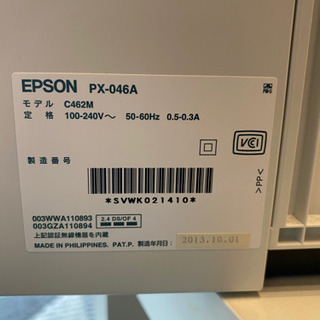 EPSON PX-046A
モデル C462M
定格 100-240V～ 50-60Hz 0.5-0.3A
VCI
>PP<
製造番号
*SVWK021410*
003WWA110893
003GZA110894
2.4 DS/OF 4
上記認証無線機器を内蔵
MADE IN PHILIPPINES. PAT.P. 製造年月日: 2013.10.01